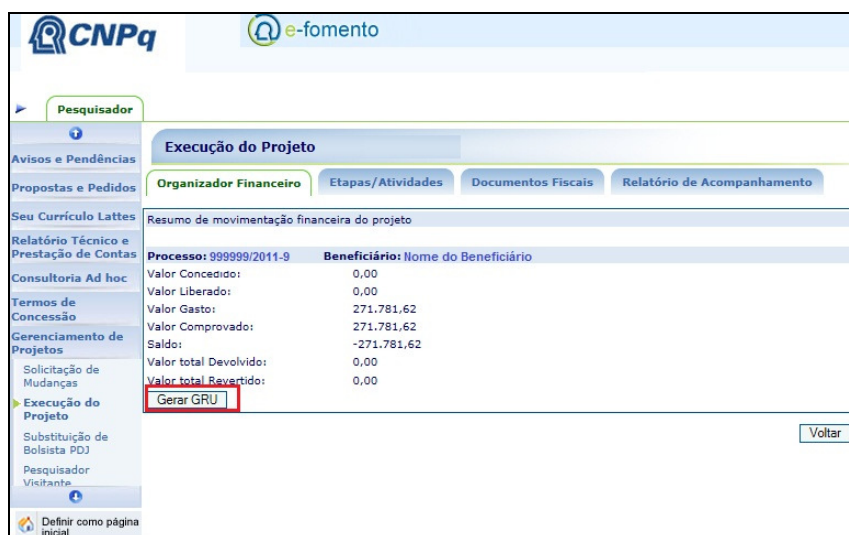 CNPq
e-fomento
Pesquisador
Avisos e Pendências
Propostas e Pedidos
Seu Currículo Lattes
Relatório Técnico e
Prestação de Contas
Consultoria Ad hoc
Termos de
Concessão
Gerenciamento de
Projetos
Solicitação de
Mudanças
Execução do
Projeto
Substituição de
Bolsista PDJ
Pesquisador
Visitante
Definir como página
inicial
Execução do Projeto
Organizador Financeiro Etapas/Atividades Documentos Fiscais Relatório de Acompanhamento
Resumo de movimentação financeira do projeto
Processo: 999999/2011-9 Beneficiário: Nome do Beneficiário
Valor Concedido: 0,00
Valor Liberado: 0,00
Valor Gasto: 271.781,62
Valor Comprovado: 271.781,62
Saldo: -271.781,62
Valor total Devolvido: 0,00
Valor total Revertido: 0,00
Gerar GRU
Voltar